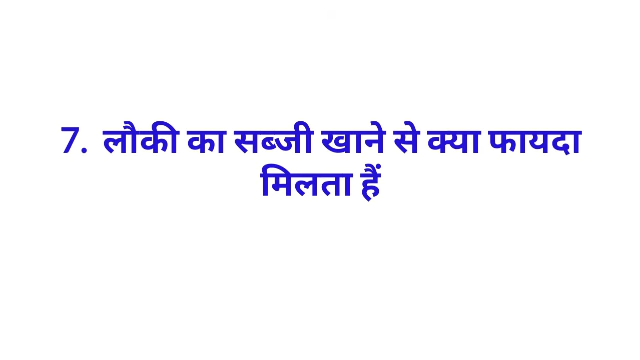 7. लौकी का सब्जी खाने से क्या फायदा
मिलता हैं